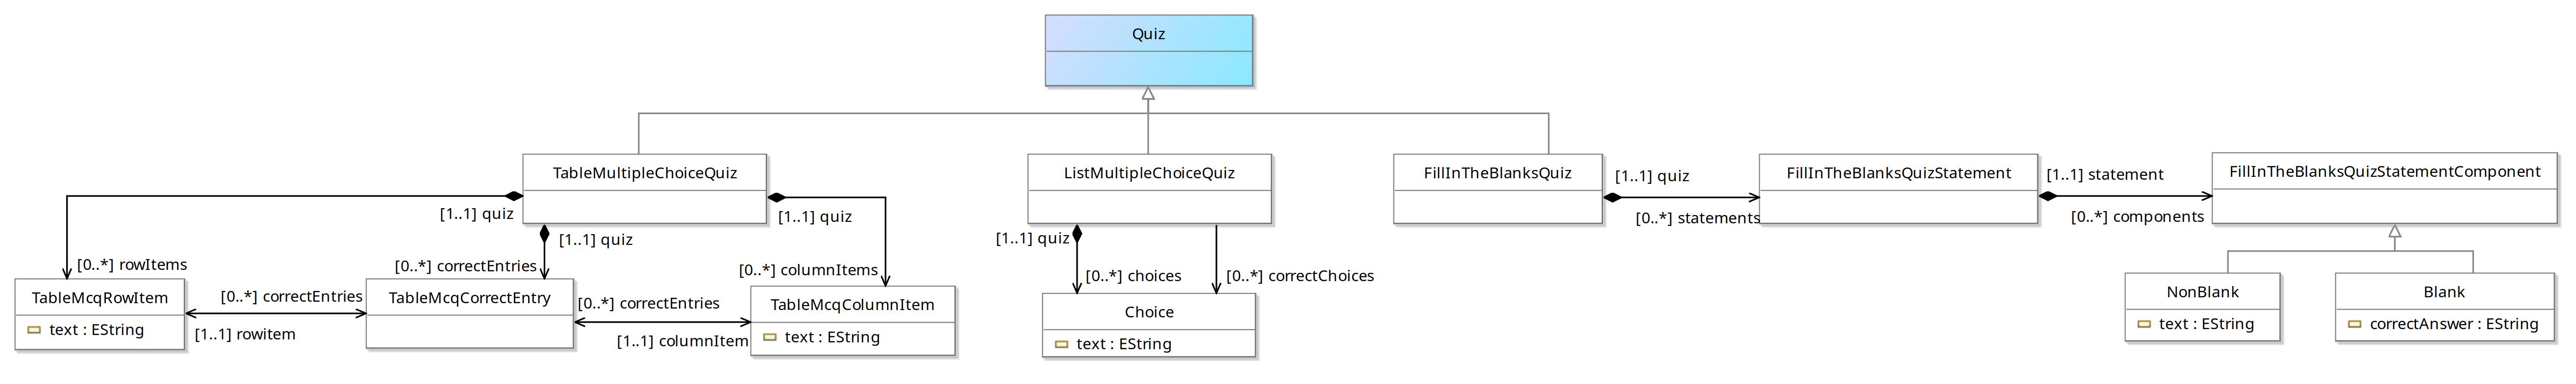 Quiz
TableMultipleChoiceQuiz
ListMultipleChoiceQuiz
FillInTheBlanksQuiz
[1..1] quiz
[0..*] statements
FillInTheBlanksQuizStatement
[1..1] statement
[0..*] components
FillInTheBlanksQuizStatementComponent
[1..1] quiz
[1..1] quiz
[1..1] quiz
[0..*] rowItems
[0..*] correctEntries
[0..*] columnItems
[1..1] quiz
[0..*] choices
[0..*] correctChoices
TableMcqRowItem
text : EString
[0..*] correctEntries
[1..1] rowitem
TableMcqCorrectEntry
[0..*] correctEntries
[1..1] columnItem
TableMcqColumnItem
text : EString
Choice
text : EString
NonBlank
text : EString
Blank
correctAnswer : EString